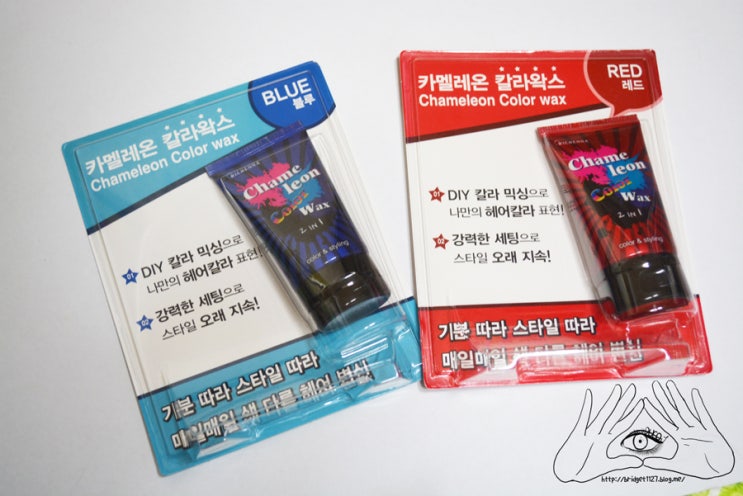 BLUE
블루
카멜레온 칼라왁스
Chameleon Color wax
RICHENNA
Chame
leon
Color
Wax
2 IN 1
color & styling
01 DIY 칼라 믹싱으로
나만의 헤어칼라 표현!
02 강력한 세팅으로
스타일 오래 지속!
기분 따라 스타일 따라
매일매일 색 다른 헤어 변신!
RED
레드
카멜레온 칼라왁스
Chameleon Color wax
RICHENNA
Chame
leon
Color
Wax
2 IN 1
color & styling
01 DIY 칼라 믹싱으로
나만의 헤어칼라 표현!
02 강력한 세팅으로
스타일 오래 지속!
기분 따라 스타일 따라
매일매일 색 다른 헤어 변신
http://bridget1127.blog.me/